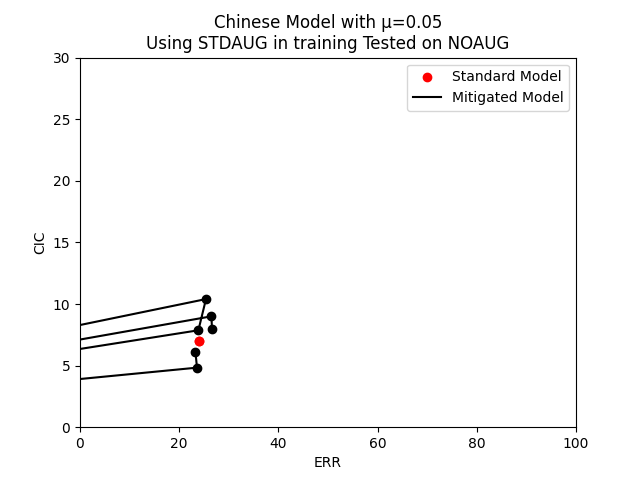 Chinese Model with μ=0.05
Using STDAUG in training Tested on NOAUG
Standard Model
Mitigated Model
30
25
20
15
10
5
0
CIC
0 20 40 60 80 100
ERR